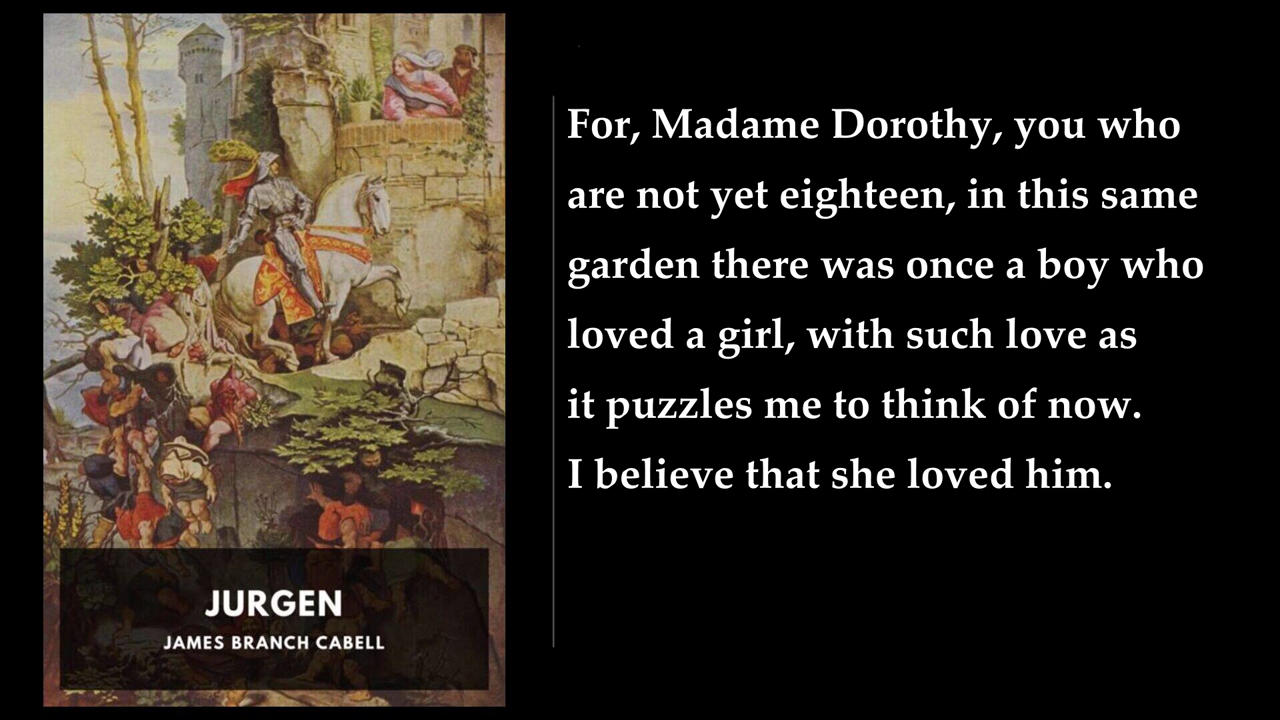 JURGEN
JAMES BRANCH CABELL
For, Madame Dorothy, you who
are not yet eighteen, in this same
garden there was once a boy who
loved a girl, with such love as
it puzzles me to think of now.
I believe that she loved him.